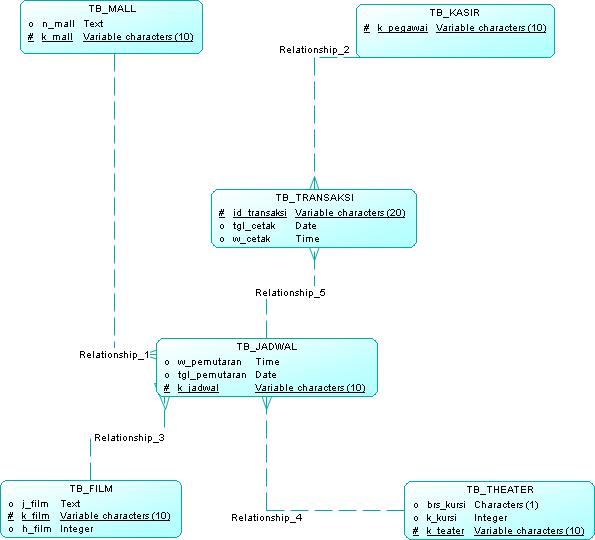 TB_MALL
o n_mall Text
# k_mall Variable characters (10)
TB_KASIR
# k_pegawai Variable characters (10)
Relationship_2
TB_TRANSAKSI
# id_transaksi Variable characters (20)
o tgl_cetak Date
o w_cetak Time
Relationship_5
TB_JADWAL
o w_pemutaran Time
o tgl_pemutaran Date
# k_jadwal Variable characters (10)
Relationship_1
Relationship_3
TB_FILM
o j_film Text
# k_film Variable characters (10)
o h_film Integer
Relationship_4
TB_THEATER
o brs_kursi Characters (1)
o k_kursi Integer
# k_teater Variable characters (10)